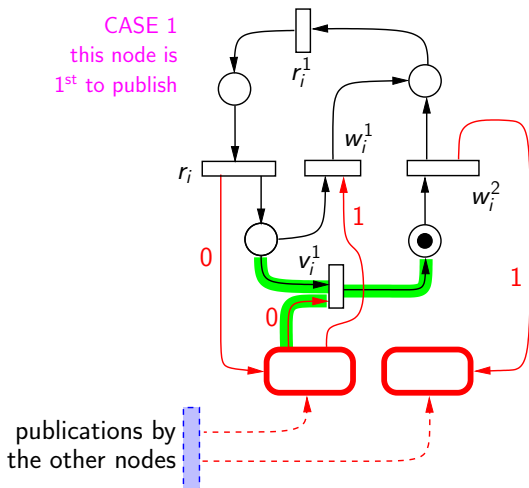 CASE 1
this node is
1st to publish
r_i^1
w_i^1
r_i
w_i^2
1
0
v_i^1
1
0
publications by
the other nodes